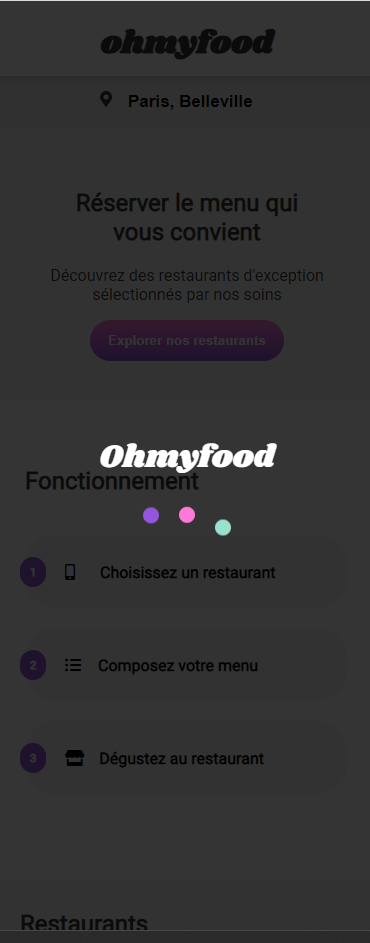 ohmyfood
Paris, Belleville
Réserver le menu qui
vous convient
Découvrez des restaurants d'exception
sélectionnés par nos soins
Explorer nos restaurants
Ohmyfood
Fonctionnement
1 Choisissez un restaurant
2 Composez votre menu
3 Dégustez au restaurant
Restaurants